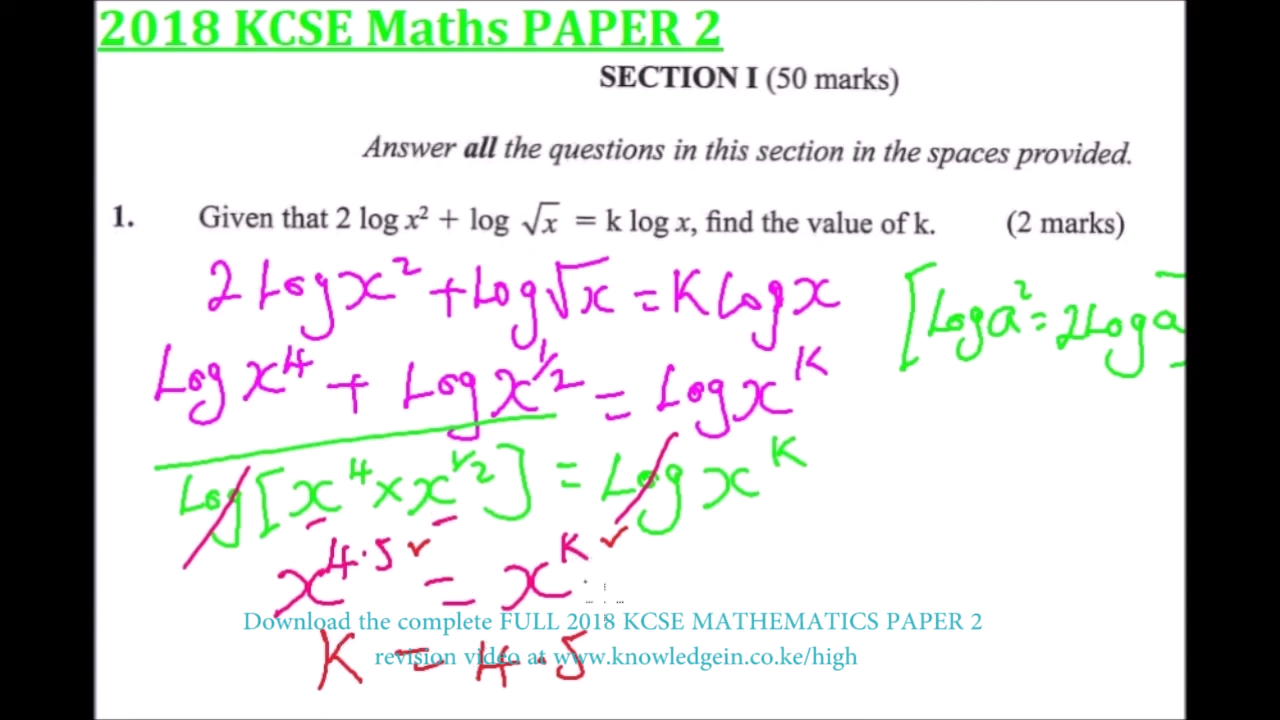 2018 KCSE Maths PAPER 2
SECTION I (50 marks)
Answer all the questions in this section in the spaces provided.
1. Given that 2 log x² + log √x = k log x, find the value of k. (2 marks)
2 Log x² + Log √x = K Log x
[Log a² = 2 Log a
Log x⁴ + Log x^1/2 = Log x^K
Log [x⁴ × x^1/2] = Log x^K
x^4.5 ✓ = x^K ✓
Download the complete FULL 2018 KCSE MATHEMATICS PAPER 2
K = 4.5
revision video at www.knowledgein.co.ke/high